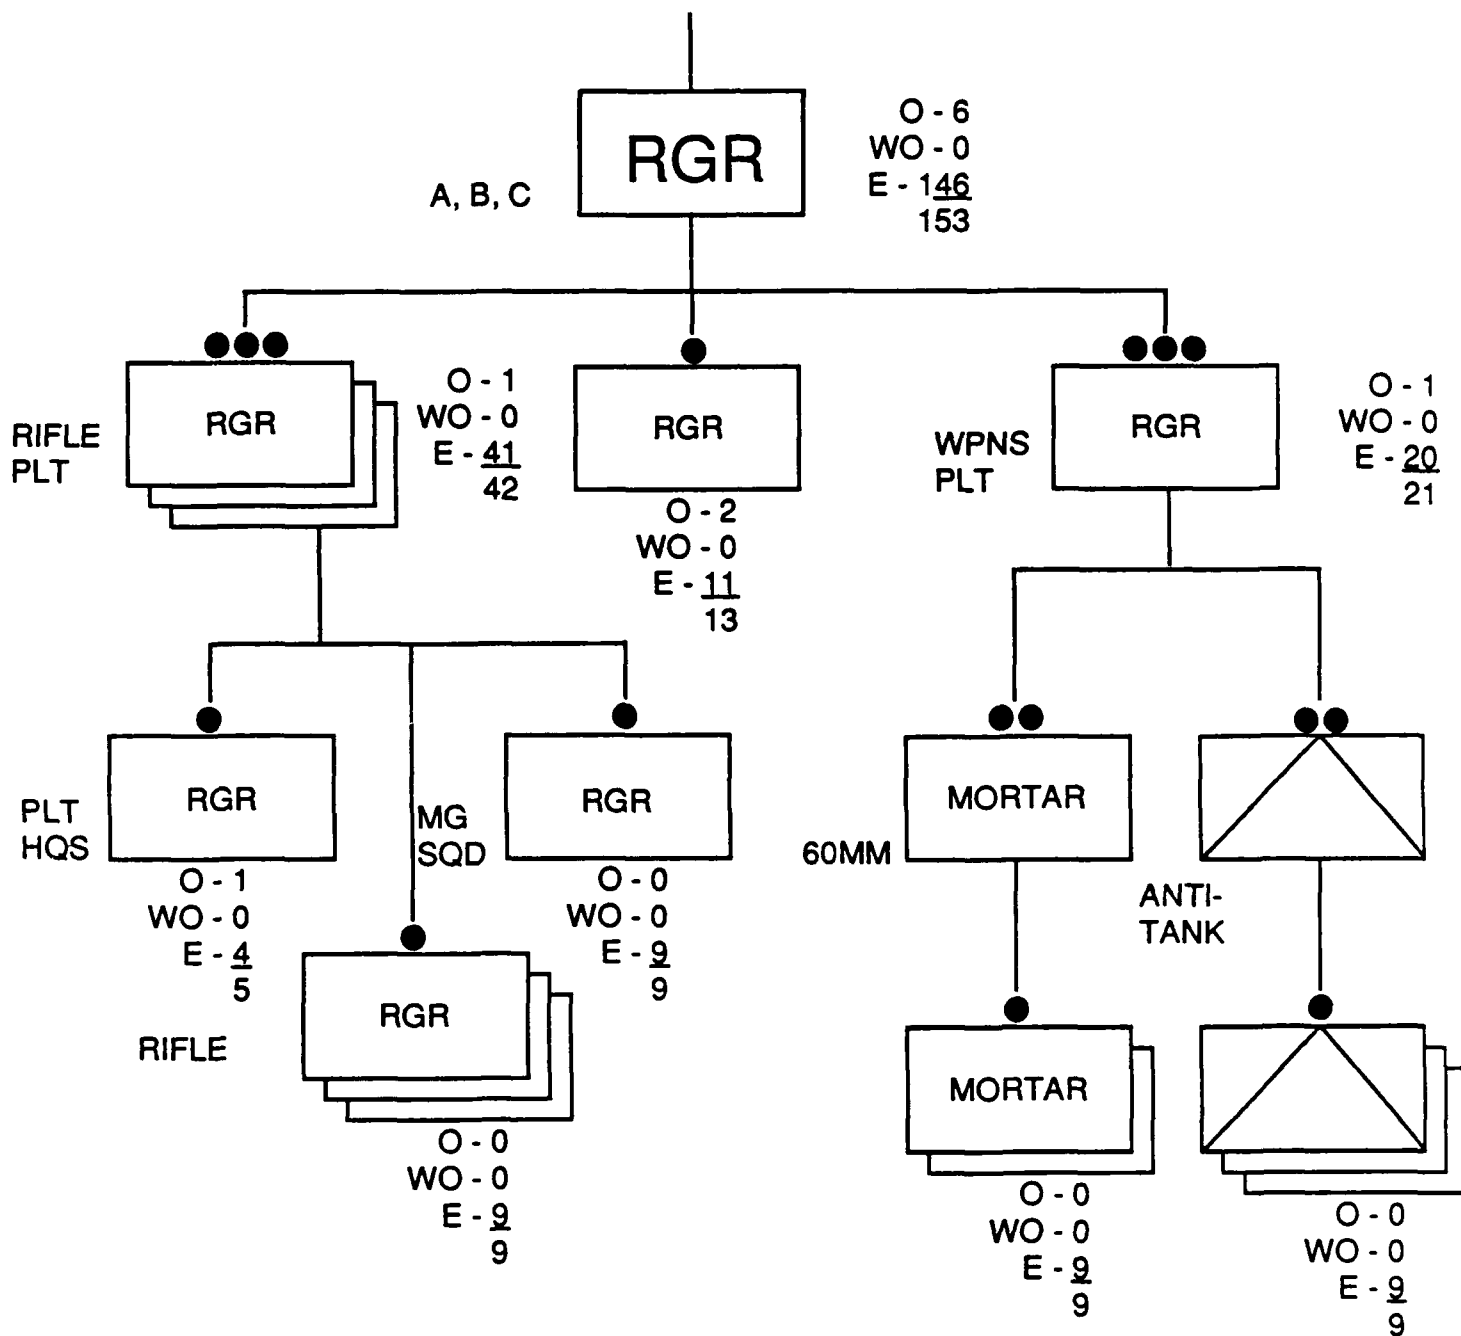 RGR
O - 6
WO - 0
E - 146
153
A, B, C
RGR
RIFLE
PLT
O - 1
WO - 0
E - 41
42
RGR
O - 2
WO - 0
E - 11
13
RGR
WPNS
PLT
O - 1
WO - 0
E - 20
21
RGR
PLT
HQS
O - 1
WO - 0
E - 4
5
MG
SQD
RGR
O - 0
WO - 0
E - 9
9
RGR
RIFLE
O - 0
WO - 0
E - 9
9
MORTAR
60MM
ANTI-
TANK
MORTAR
O - 0
WO - 0
E - 9
9
O - 0
WO - 0
E - 9
9